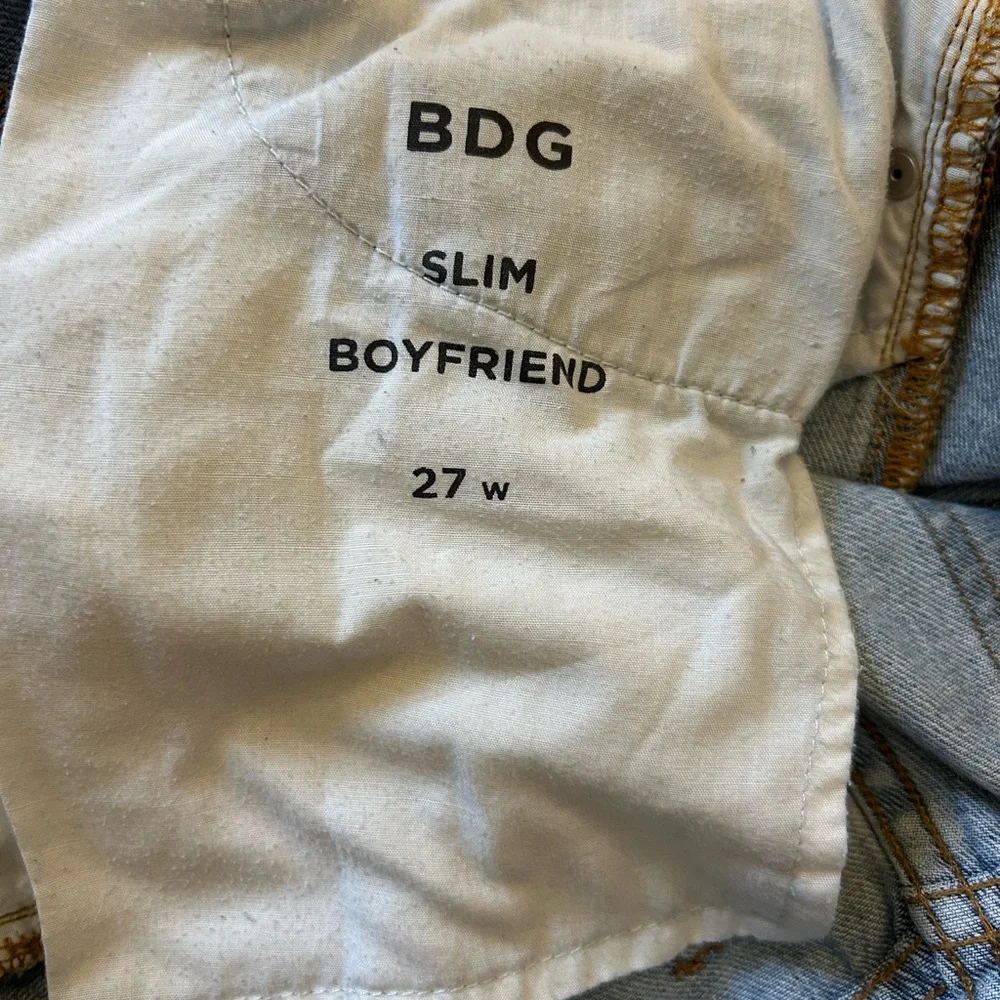 BDG
SLIM
BOYFRIEND
27 W